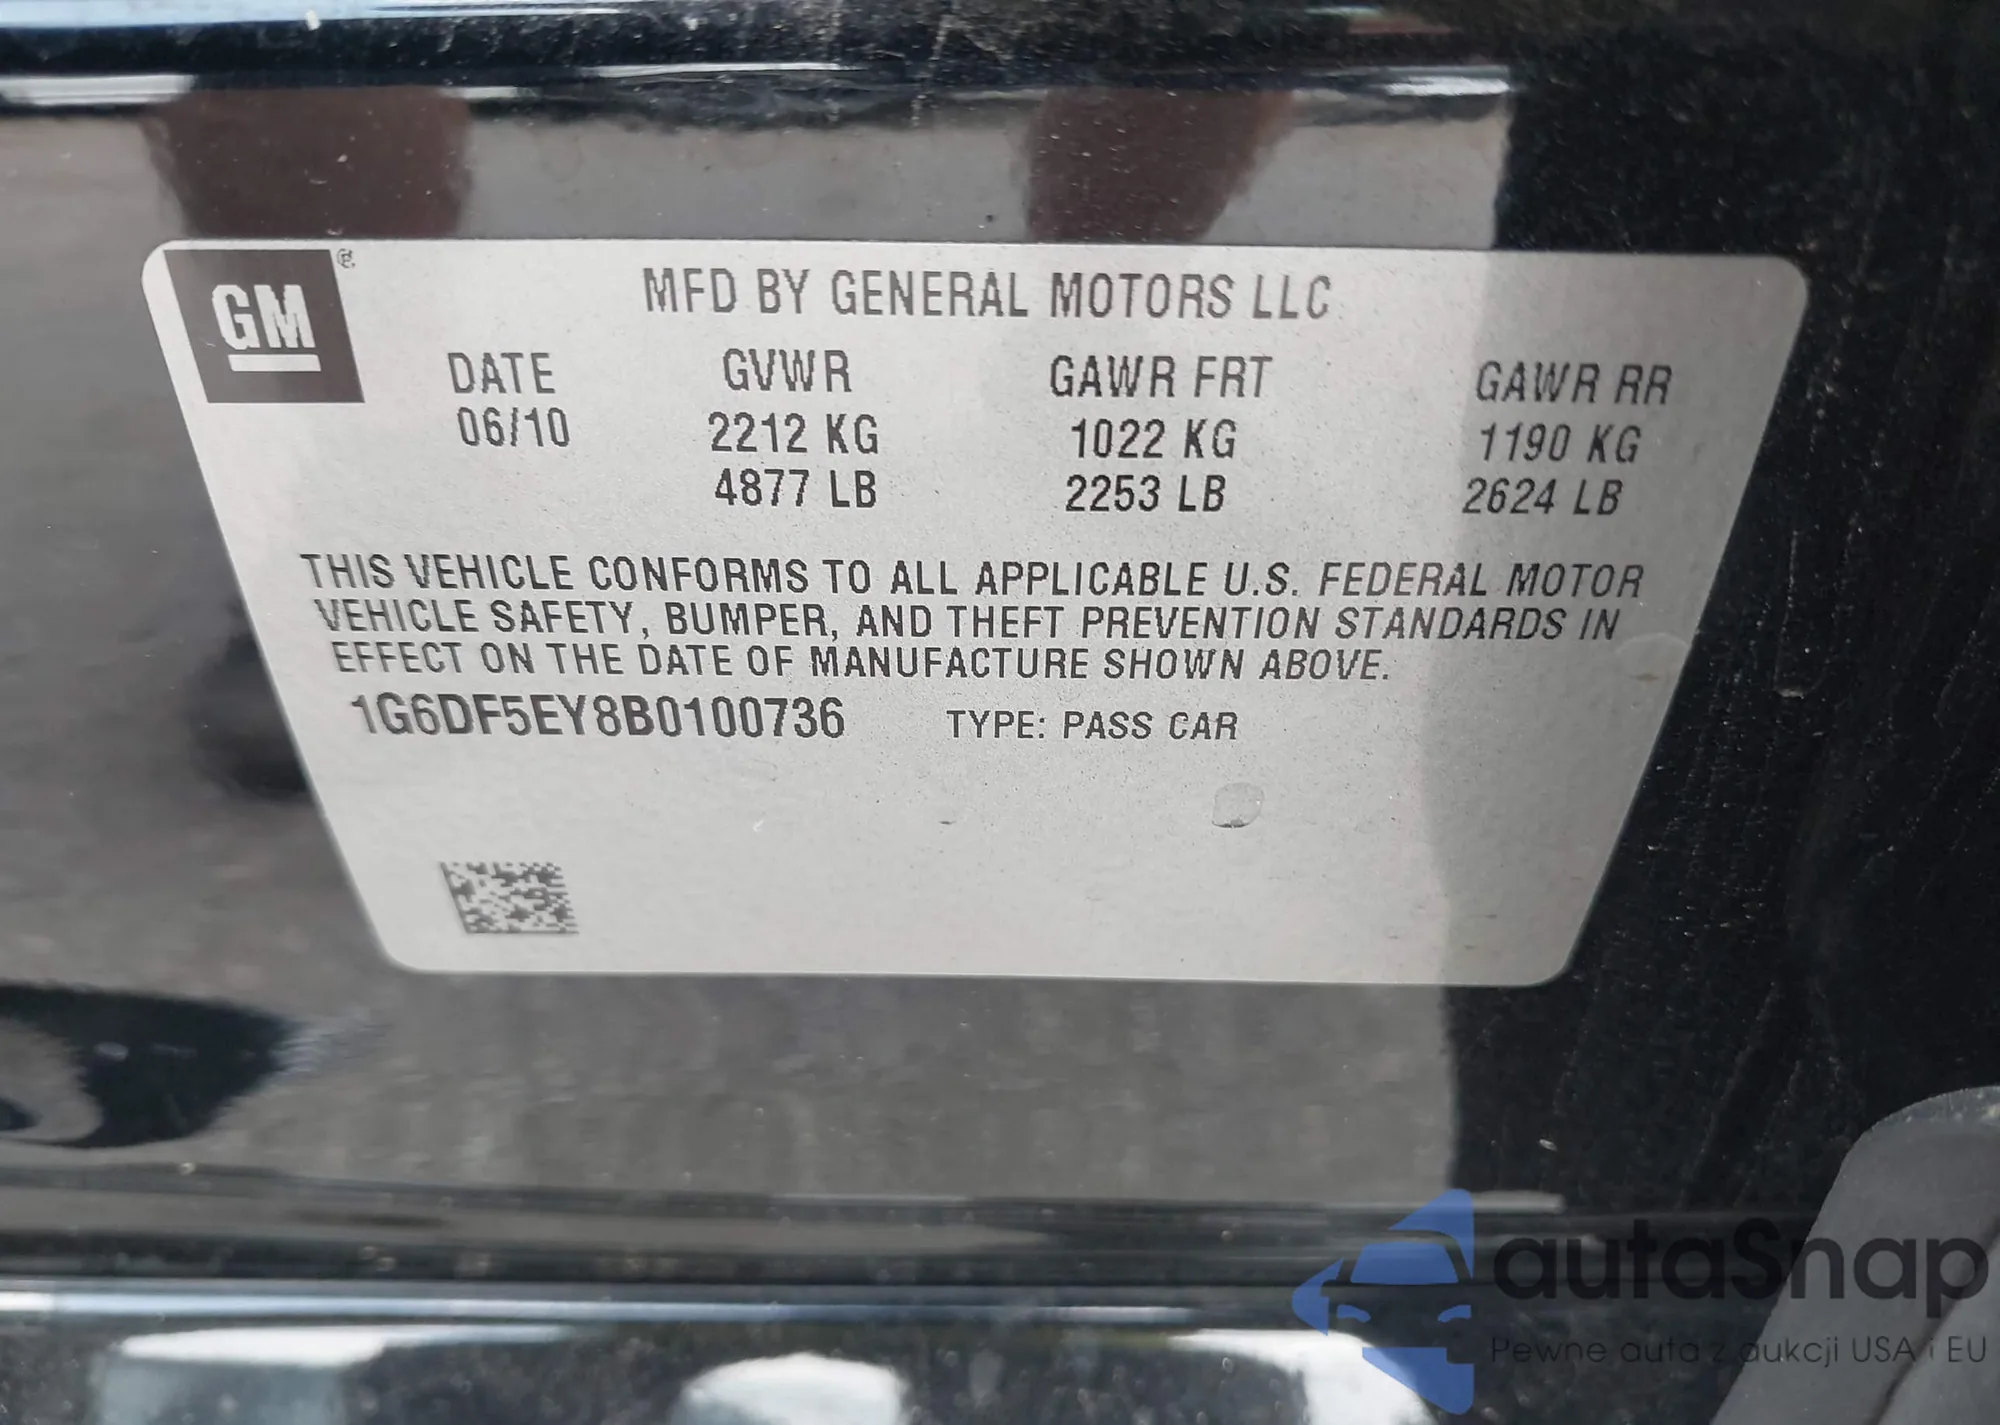 GM
MFD BY GENERAL MOTORS LLC
DATE GVWR GAWR FRT GAWR RR
06/10 2212 KG 1022 KG 1190 KG
4877 LB 2253 LB 2624 LB
THIS VEHICLE CONFORMS TO ALL APPLICABLE U.S. FEDERAL MOTOR
VEHICLE SAFETY, BUMPER, AND THEFT PREVENTION STANDARDS IN
EFFECT ON THE DATE OF MANUFACTURE SHOWN ABOVE.
1G6DF5EY8B0100736 TYPE: PASS CAR
autaSnap
Pewne auta z aukcji USA i EU